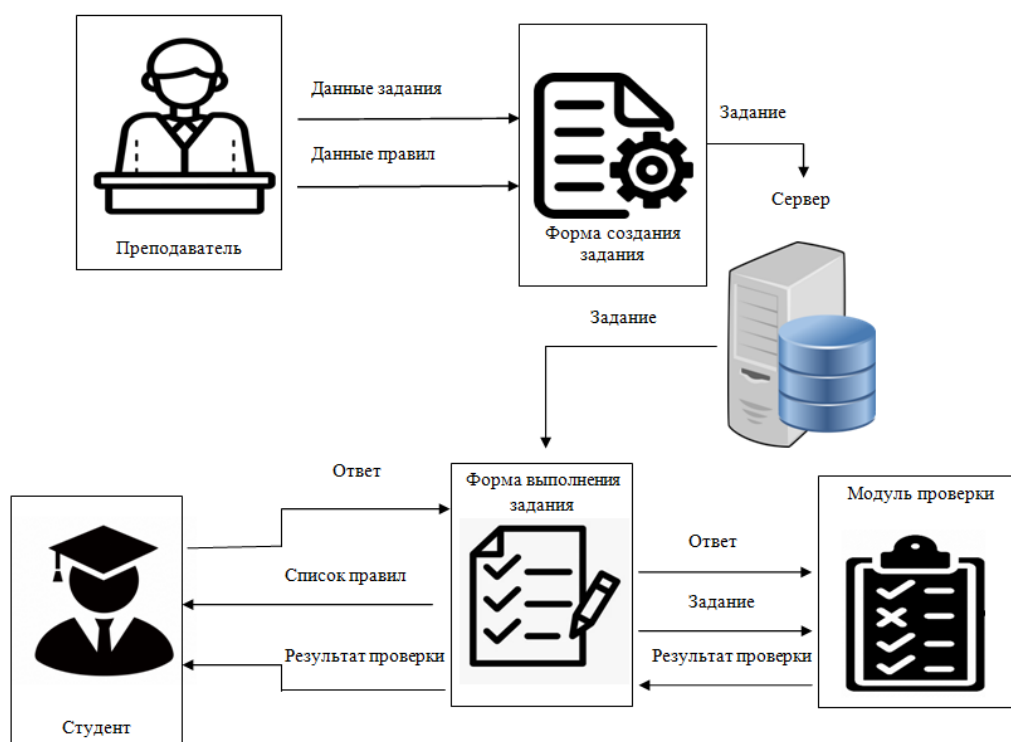 Данные задания
Данные правил
Преподаватель
Форма создания
задания
Задание
Сервер
Задание
Ответ
Список правил
Результат проверки
Студент
Форма выполнения
задания
Ответ
Задание
Результат проверки
Модуль проверки